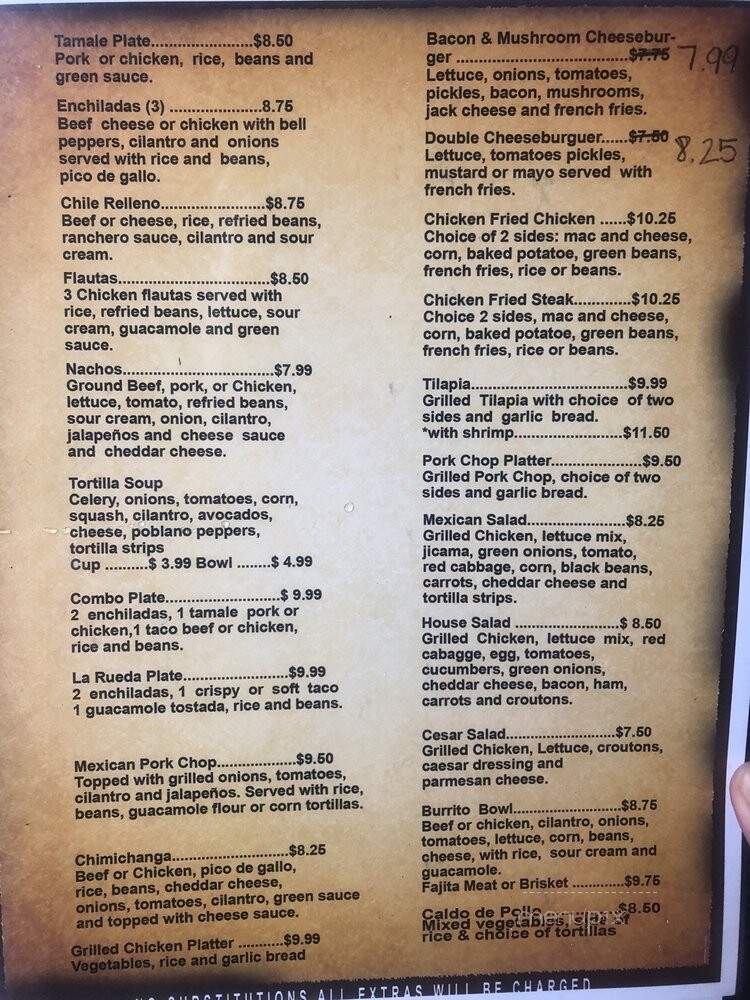 Tamale Plate........................$8.50
Pork or chicken, rice, beans and
green sauce.
Enchiladas (3) ......................8.75
Beef cheese or chicken with bell
peppers, cilantro and onions
served with rice and beans,
pico de gallo.
Chile Relleno.........................$8.75
Beef or cheese, rice, refried beans,
ranchero sauce, cilantro and sour
cream.
Flautas....................................$8.50
3 Chicken flautas served with
rice, refried beans, lettuce, sour
cream, guacamole and green
sauce.
Nachos....................................$7.99
Ground Beef, pork, or Chicken,
lettuce, tomato, refried beans,
sour cream, onion, cilantro,
jalapeños and cheese sauce
and cheddar cheese.
Tortilla Soup
Celery, onions, tomatoes, corn,
squash, cilantro, avocados,
cheese, poblano peppers,
tortilla strips
Cup ..........$ 3.99 Bowl ........$ 4.99
Combo Plate...........................$ 9.99
2 enchiladas, 1 tamale pork or
chicken,1 taco beef or chicken,
rice and beans.
La Rueda Plate.........................$9.99
2 enchiladas, 1 crispy or soft taco
1 guacamole tostada, rice and beans.
Mexican Pork Chop...................$9.50
Topped with grilled onions, tomatoes,
cilantro and jalapeños. Served with rice,
beans, guacamole flour or corn tortillas.
Chimichanga............................$8.25
Beef or Chicken, pico de gallo,
rice, beans, cheddar cheese,
onions, tomatoes, cilantro, green sauce
and topped with cheese sauce.
Grilled Chicken Platter ..........$9.99
Vegetables, rice and garlic bread
Bacon & Mushroom Cheesebur-
ger .........................................$7.75 7.99
Lettuce, onions, tomatoes,
pickles, bacon, mushrooms,
jack cheese and french fries.
Double Cheeseburguer......$7.50 8.25
Lettuce, tomatoes pickles,
mustard or mayo served with
french fries.
Chicken Fried Chicken ......$10.25
Choice of 2 sides: mac and cheese,
corn, baked potatoe, green beans,
french fries, rice or beans.
Chicken Fried Steak.............$10.25
Choice 2 sides, mac and cheese,
corn, baked potatoe, green beans,
french fries, rice or beans.
Tilapia.....................................$9.99
Grilled Tilapia with choice of two
sides and garlic bread.
*with shrimp..........................$11.50
Pork Chop Platter......................$9.50
Grilled Pork Chop, choice of two
sides and garlic bread.
Mexican Salad.......................$8.25
Grilled Chicken, lettuce mix,
jicama, green onions, tomato,
red cabbage, corn, black beans,
carrots, cheddar cheese and
tortilla strips.
House Salad .........................$ 8.50
Grilled Chicken, lettuce mix, red
cabagge, egg, tomatoes,
cucumbers, green onions,
cheddar cheese, bacon, ham,
carrots and croutons.
Cesar Salad..........................$7.50
Grilled Chicken, Lettuce, croutons,
caesar dressing and
parmesan cheese.
Burrito Bowl..........................$8.75
Beef or chicken, cilantro, onions,
tomatoes, lettuce, corn, beans,
cheese, with rice, sour cream and
guacamole.
Fajita Meat or Brisket ............$9.75
Caldo de Pollo..................$8.50
Mixed vegetables, of
rice & choice of tortillas
menupix
SUBSTITUTIONS ALL EXTRAS WILL BE CHARGED